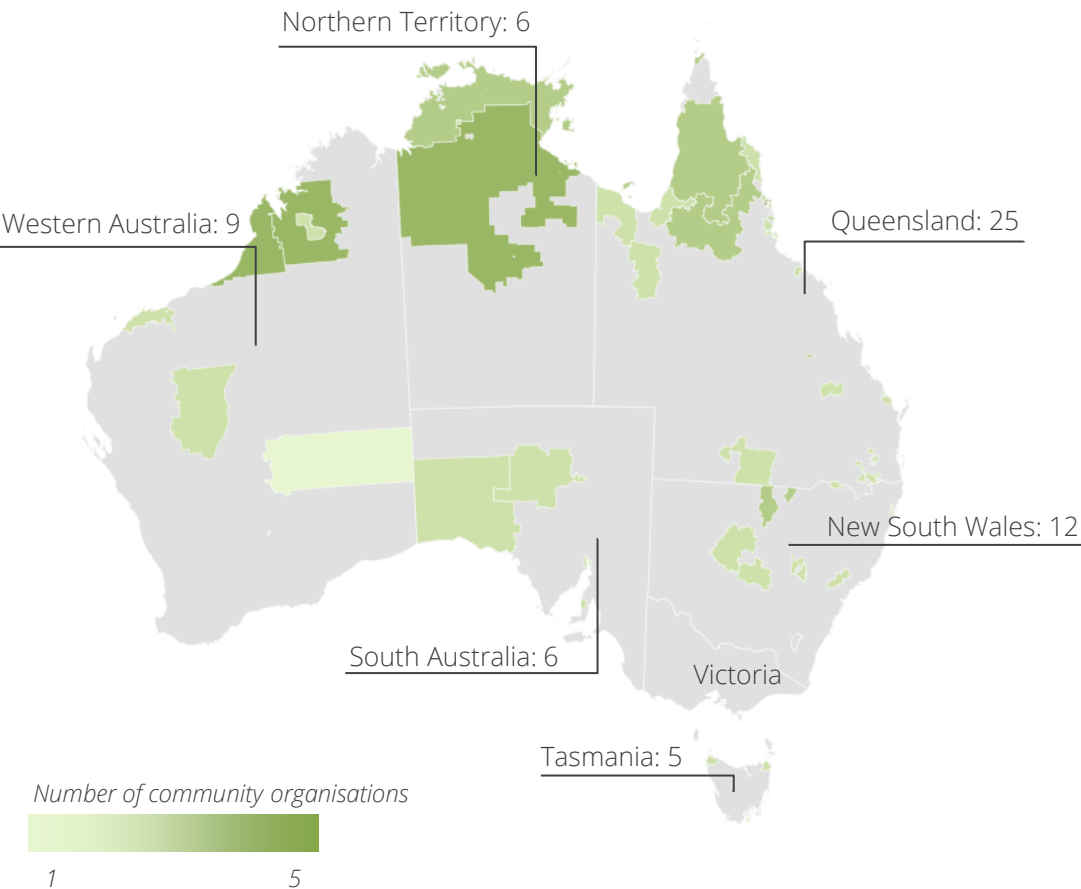 Northern Territory: 6
Western Australia: 9
Queensland: 25
New South Wales: 12
South Australia: 6
Victoria
Tasmania: 5
Number of community organisations
1 5